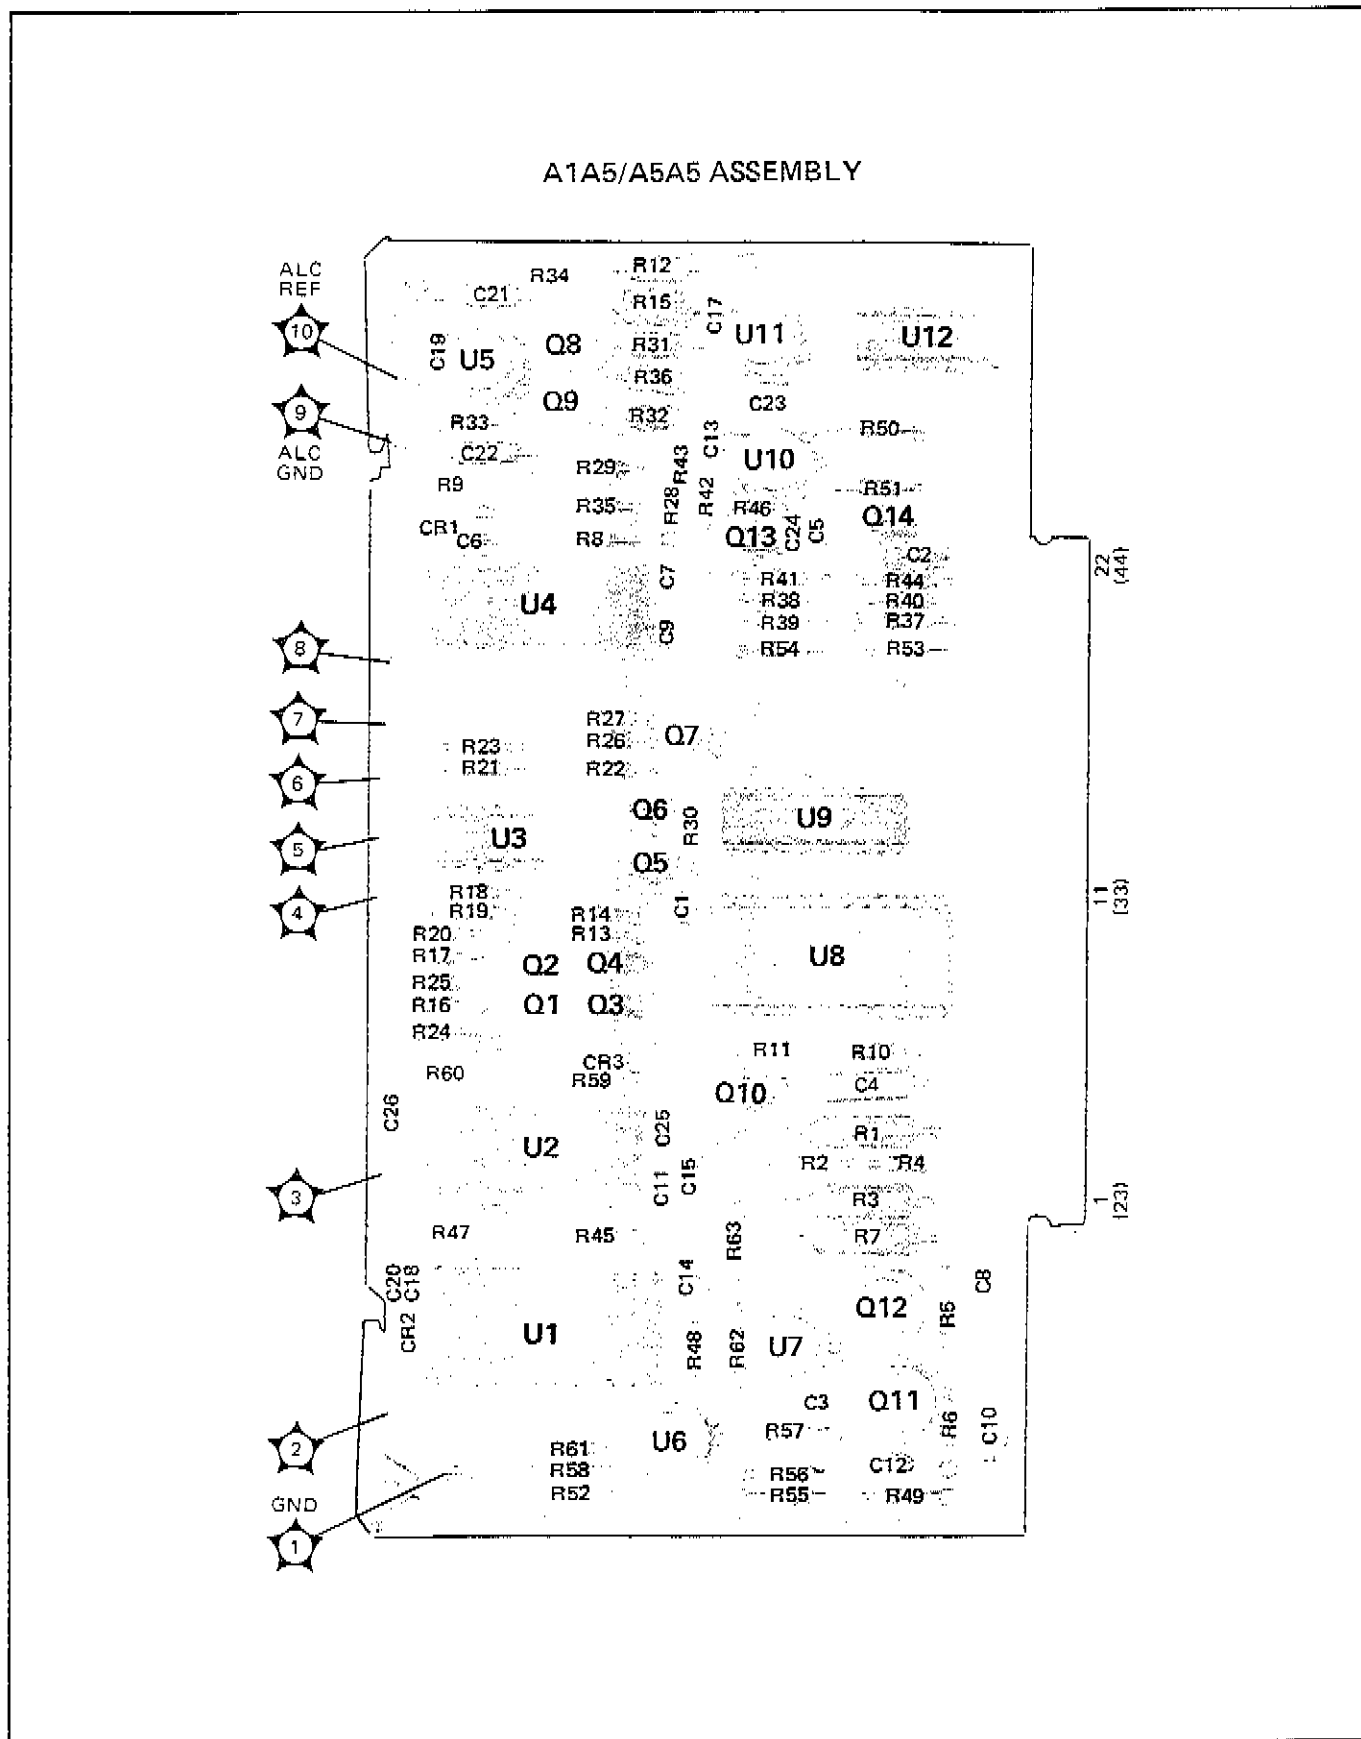 A1A5/A5A5 ASSEMBLY
ALC
REF
10
9
ALC
GND
8
7
6
5
4
3
2
GND
1
R34
R12
C21
R15
C17
U11
U12
C19
U5
Q8
R31
R36
Q9
C23
R33
R32
R50
C22
C13
U10
R29
R43
R9
R51
R28
R42
R35
R46
Q14
CR1
C6
R8
Q13
C24
C5
C2
22
(44)
C7
R41
R44
U4
R38
R40
C9
R39
R37
R54
R53
R27
R26
Q7
R23
R21
R22
Q6
R30
U9
U3
Q5
R18
R19
R14
C1
11
(33)
R20
R13
R17
Q2
Q4
U8
R25
R16
Q1
Q3
R24
CR3
R11
R10
R60
R59
Q10
C4
C26
C25
R1
U2
R2
R4
C11
C15
R3
1
(23)
R47
R45
R63
R7
C20
C18
C14
C8
Q12
R5
CR2
U1
R48
R62
U7
C3
Q11
R6
C10
R57
U6
R61
R58
C12
R56
R52
R55
R49